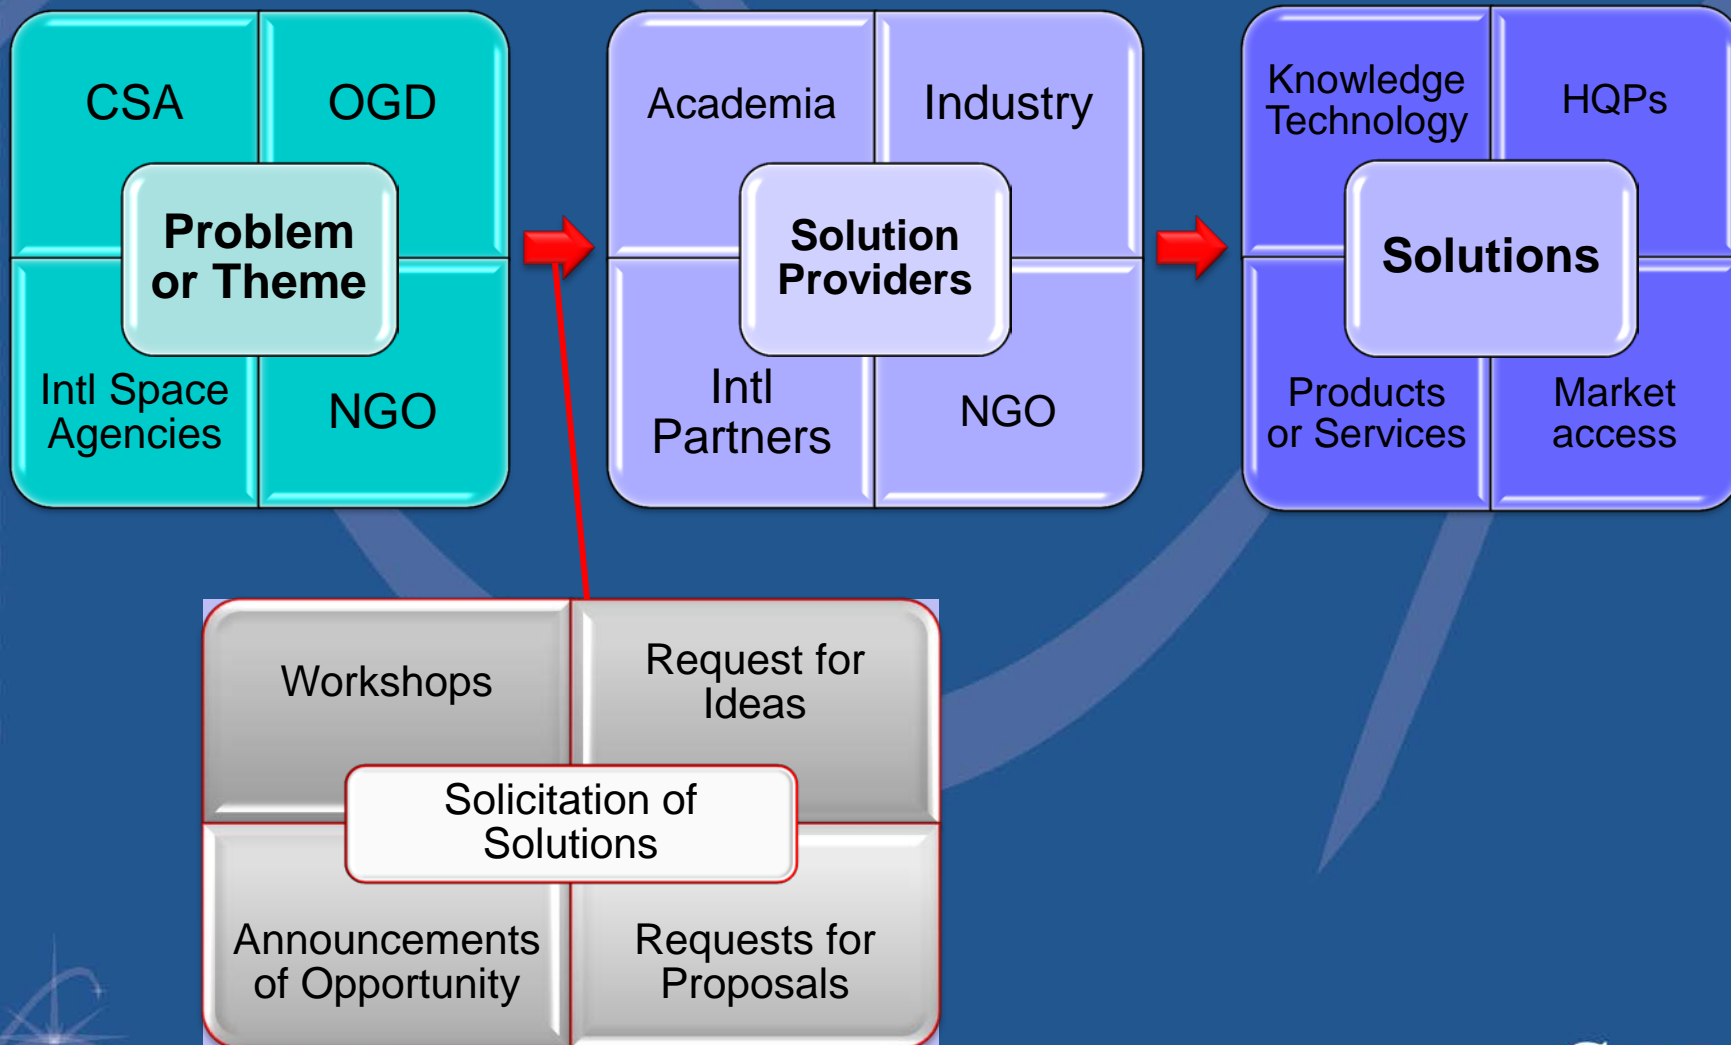 CSA
OGD
Problem
or Theme
Intl Space
Agencies
NGO
Academia
Industry
Solution
Providers
Intl
Partners
NGO
Knowledge
Technology
HQPs
Solutions
Products
or Services
Market
access
Workshops
Request for
Ideas
Solicitation of
Solutions
Announcements
of Opportunity
Requests for
Proposals